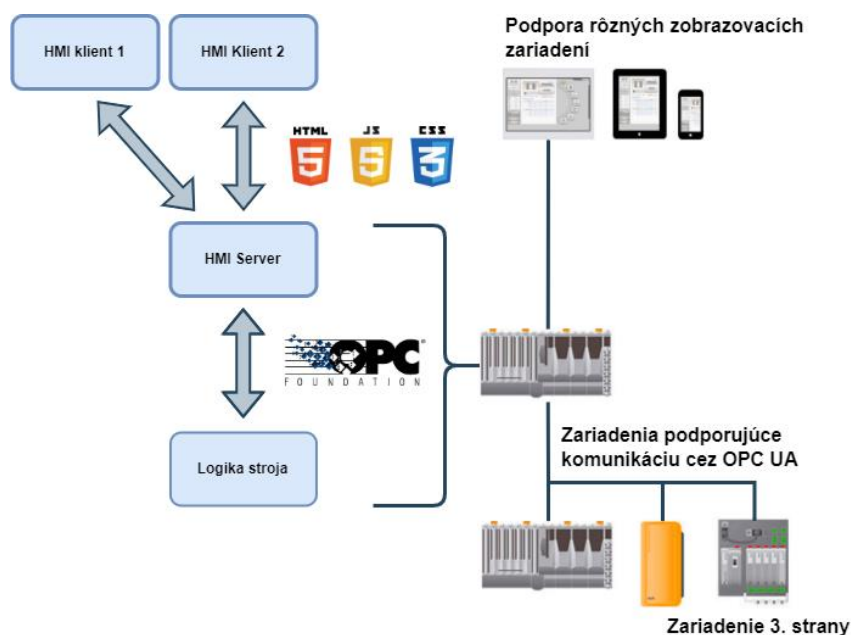 HMI klient 1
HMI Klient 2
Podpora rôzných zobrazovacích
zariadení
HTML
5
JS
5
CSS
3
HMI Server
OPC
FOUNDATION
Logika stroja
Zariadenia podporujúce
komunikáciu cez OPC UA
Zariadenie 3. strany